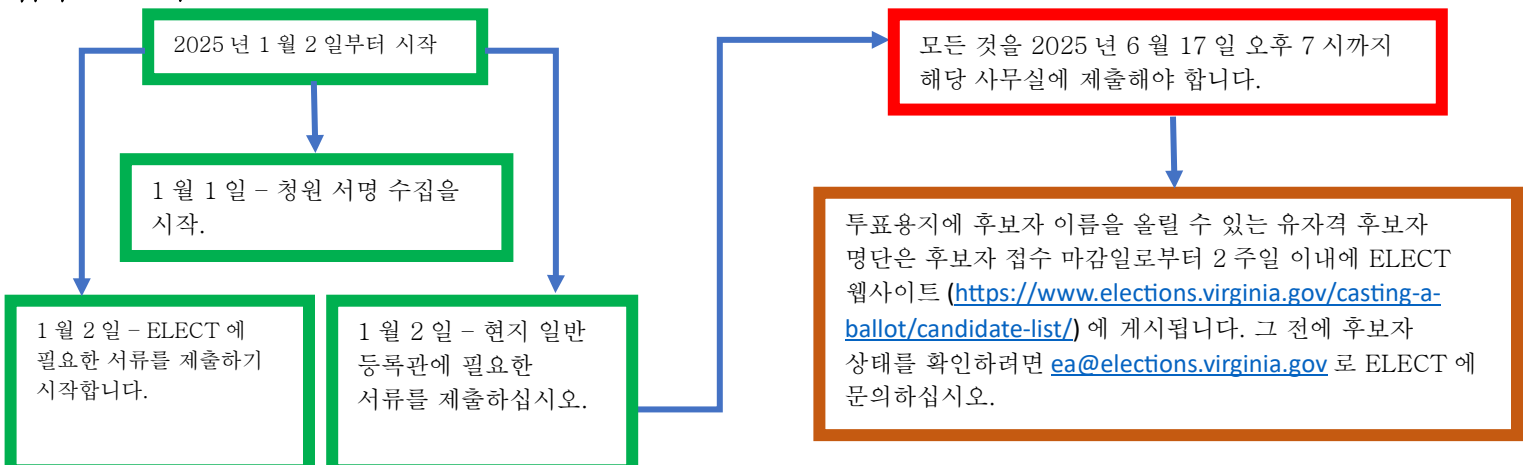 2025 년 1 월 2 일부터 시작
1 월 1 일 – 청원 서명 수집을
시작.
1 월 2 일 – ELECT 에
필요한 서류를 제출하기
시작합니다.
1 월 2 일 – 현지 일반
등록관에 필요한
서류를 제출하십시오.
모든 것을 2025 년 6 월 17 일 오후 7 시까지
해당 사무실에 제출해야 합니다.
투표용지에 후보자 이름을 올릴 수 있는 유자격 후보자
명단은 후보자 접수 마감일로부터 2 주일 이내에 ELECT
웹사이트 (https://www.elections.virginia.gov/casting-a-
ballot/candidate-list/) 에 게시됩니다. 그 전에 후보자
상태를 확인하려면 ea@elections.virginia.gov 로 ELECT 에
문의하십시오.